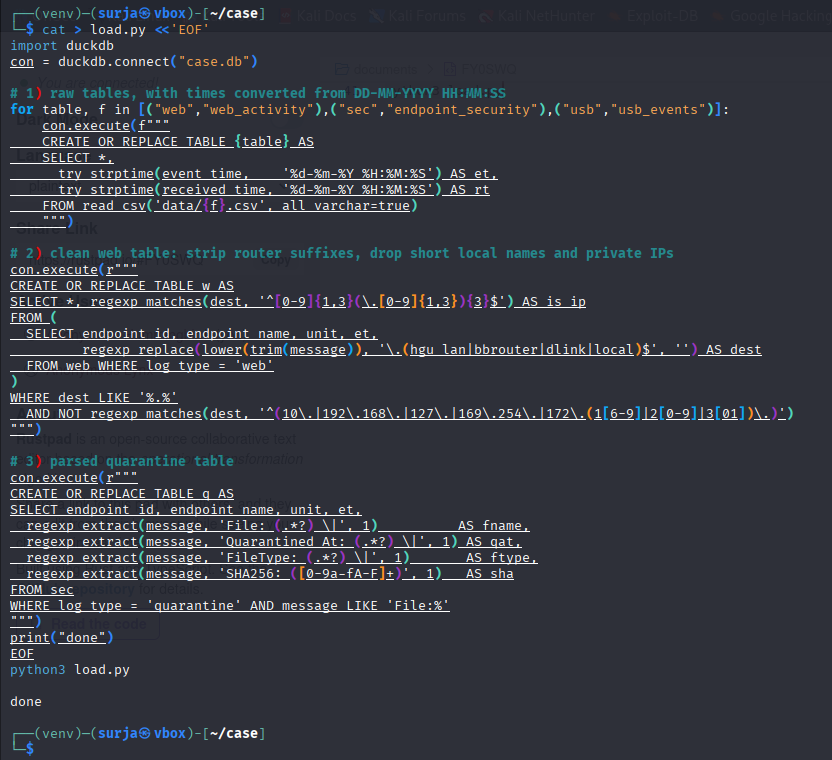 ┌──(venv)─(surja㉿vbox)-[~/case]
└─$ cat > load.py <<'EOF'
import duckdb
con = duckdb.connect("case.db")

# 1) raw tables, with times converted from DD-MM-YYYY HH:MM:SS
for table, f in [("web","web_activity"),("sec","endpoint_security"),("usb","usb_events")]:
    con.execute(f"""
    CREATE OR REPLACE TABLE {table} AS
    SELECT *,
      try_strptime(event_time,    '%d-%m-%Y %H:%M:%S') AS et,
      try_strptime(received_time, '%d-%m-%Y %H:%M:%S') AS rt
    FROM read_csv('data/{f}.csv', all_varchar=true)
    """)

# 2) clean web table: strip router suffixes, drop short local names and private IPs
con.execute(r"""
CREATE OR REPLACE TABLE w AS
SELECT *, regexp_matches(dest, '^[0-9]{1,3}(\.[0-9]{1,3}){3}$') AS is_ip
FROM (
  SELECT endpoint_id, endpoint_name, unit, et,
         regexp_replace(lower(trim(message)), '\.(hgu_lan|bbrouter|dlink|local)$', '') AS dest
  FROM web WHERE log_type = 'web'
)
WHERE dest LIKE '%.%'
  AND NOT regexp_matches(dest, '^(10\.|192\.168\.|127\.|169\.254\.|172\.(1[6-9]|2[0-9]|3[01])\.)')
""")

# 3) parsed quarantine table
con.execute(r"""
CREATE OR REPLACE TABLE q AS
SELECT endpoint_id, endpoint_name, unit, et,
  regexp_extract(message, 'File: (.*?) \|', 1)           AS fname,
  regexp_extract(message, 'Quarantined At: (.*?) \|', 1) AS qat,
  regexp_extract(message, 'FileType: (.*?) \|', 1)       AS ftype,
  regexp_extract(message, 'SHA256: ([0-9a-fA-F]+)', 1)   AS sha
FROM sec
WHERE log_type = 'quarantine' AND message LIKE 'File:%'
""")
print("done")
EOF
python3 load.py

done

┌──(venv)─(surja㉿vbox)-[~/case]
└─$